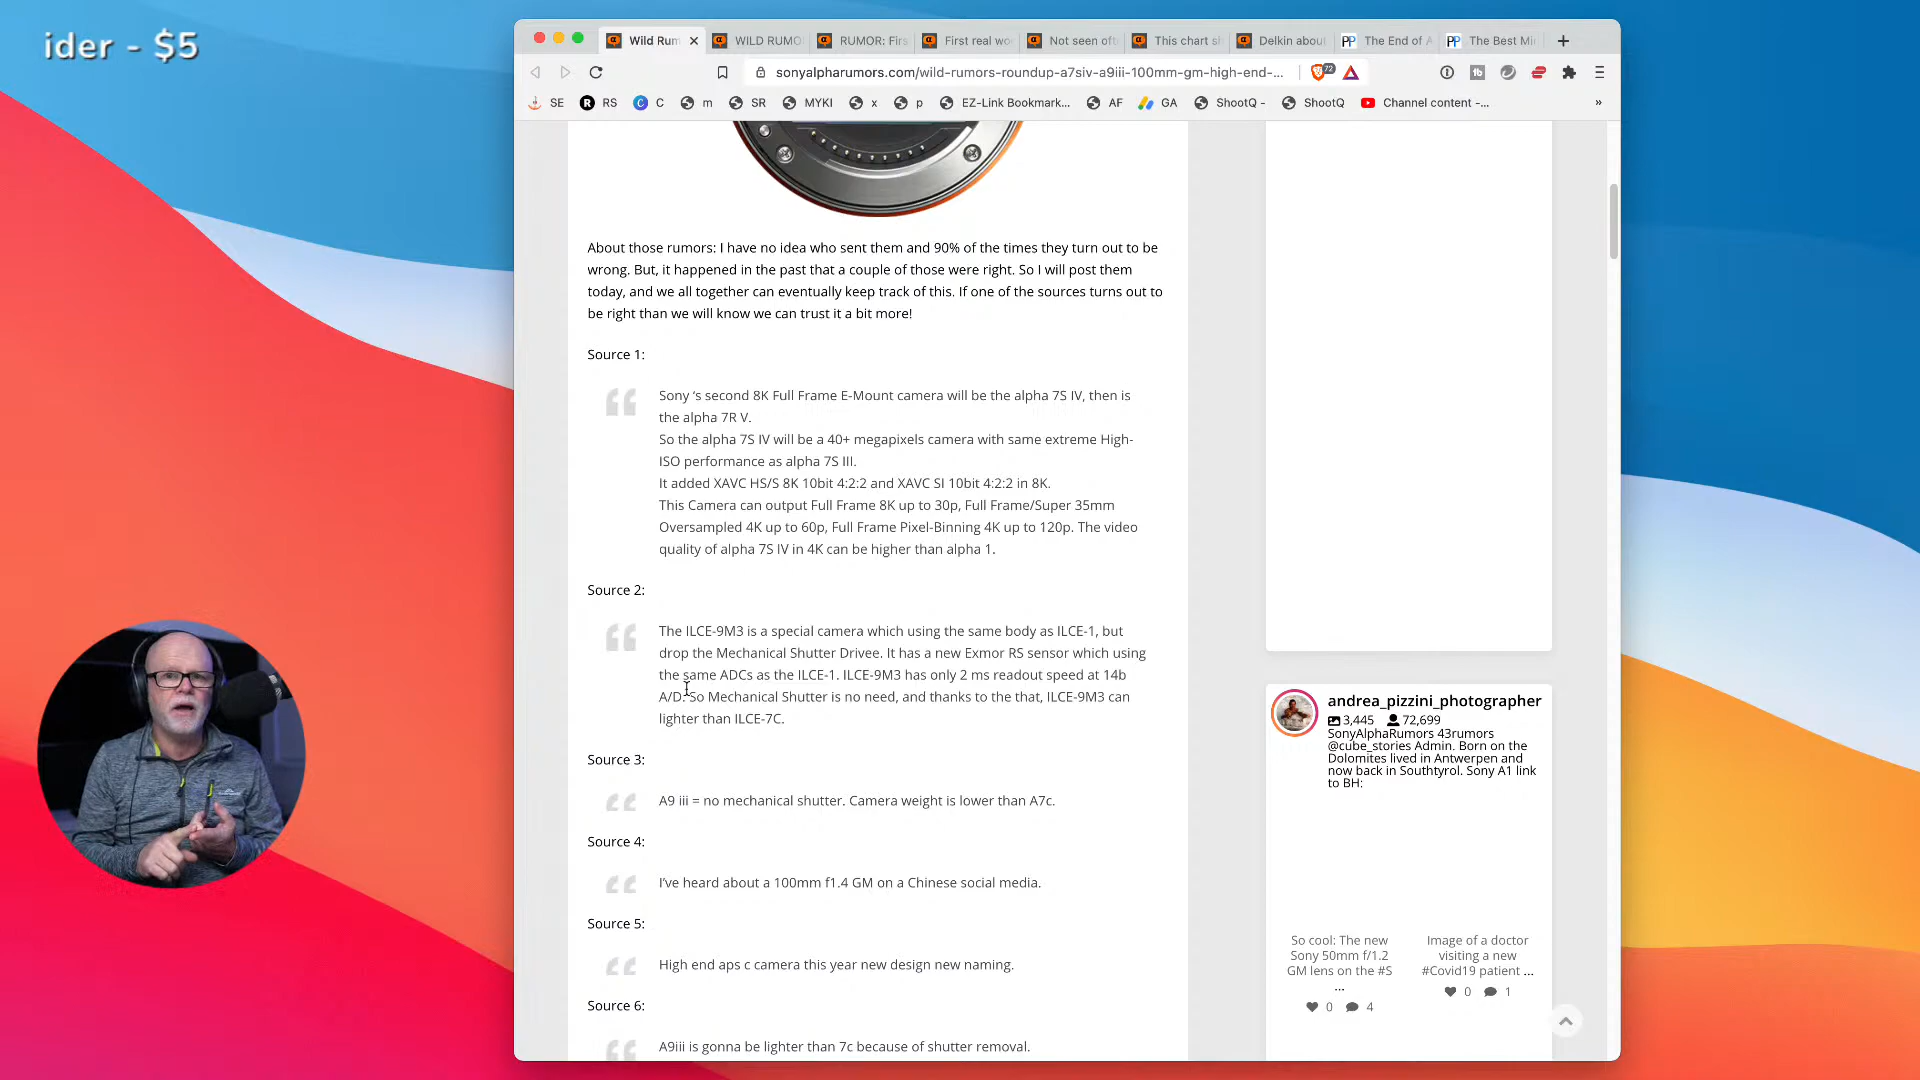 ider - $5
Wild Rum
WILD RUMO
RUMOR: Firs
First real wo
Not seen oft
This chart sh
Delkin abou
The End of A
The Best Mi
sonyalpharumors.com/wild-rumors-roundup-a7siv-a9iii-100mm-gm-high-end-...
72
SE
RS
C
m
SR
MYKI
x
p
EZ-Link Bookmark...
AF
GA
ShootQ -
ShootQ
Channel content -...
»
About those rumors: I have no idea who sent them and 90% of the times they turn out to be
wrong. But, it happened in the past that a couple of those were right. So I will post them
today, and we all together can eventually keep track of this. If one of the sources turns out to
be right than we will know we can trust it a bit more!
Source 1:
Sony ‘s second 8K Full Frame E-Mount camera will be the alpha 7S IV, then is
the alpha 7R V.
So the alpha 7S IV will be a 40+ megapixels camera with same extreme High-
ISO performance as alpha 7S III.
It added XAVC HS/S 8K 10bit 4:2:2 and XAVC SI 10bit 4:2:2 in 8K.
This Camera can output Full Frame 8K up to 30p, Full Frame/Super 35mm
Oversampled 4K up to 60p, Full Frame Pixel-Binning 4K up to 120p. The video
quality of alpha 7S IV in 4K can be higher than alpha 1.
Source 2:
The ILCE-9M3 is a special camera which using the same body as ILCE-1, but
drop the Mechanical Shutter Drivee. It has a new Exmor RS sensor which using
the same ADCs as the ILCE-1. ILCE-9M3 has only 2 ms readout speed at 14b
A/D. So Mechanical Shutter is no need, and thanks to the that, ILCE-9M3 can
lighter than ILCE-7C.
Source 3:
A9 iii = no mechanical shutter. Camera weight is lower than A7c.
Source 4:
I’ve heard about a 100mm f1.4 GM on a Chinese social media.
Source 5:
High end aps c camera this year new design new naming.
Source 6:
A9iii is gonna be lighter than 7c because of shutter removal.
andrea_pizzini_photographer
3,445 72,699
SonyAlphaRumors 43rumors
@cube_stories Admin. Born on the
Dolomites lived in Antwerpen and
now back in Southtyrol. Sony A1 link
to BH:
So cool: The new
Sony 50mm f/1.2
GM lens on the #S
...
0 4
Image of a doctor
visiting a new
#Covid19 patient ...
0 1